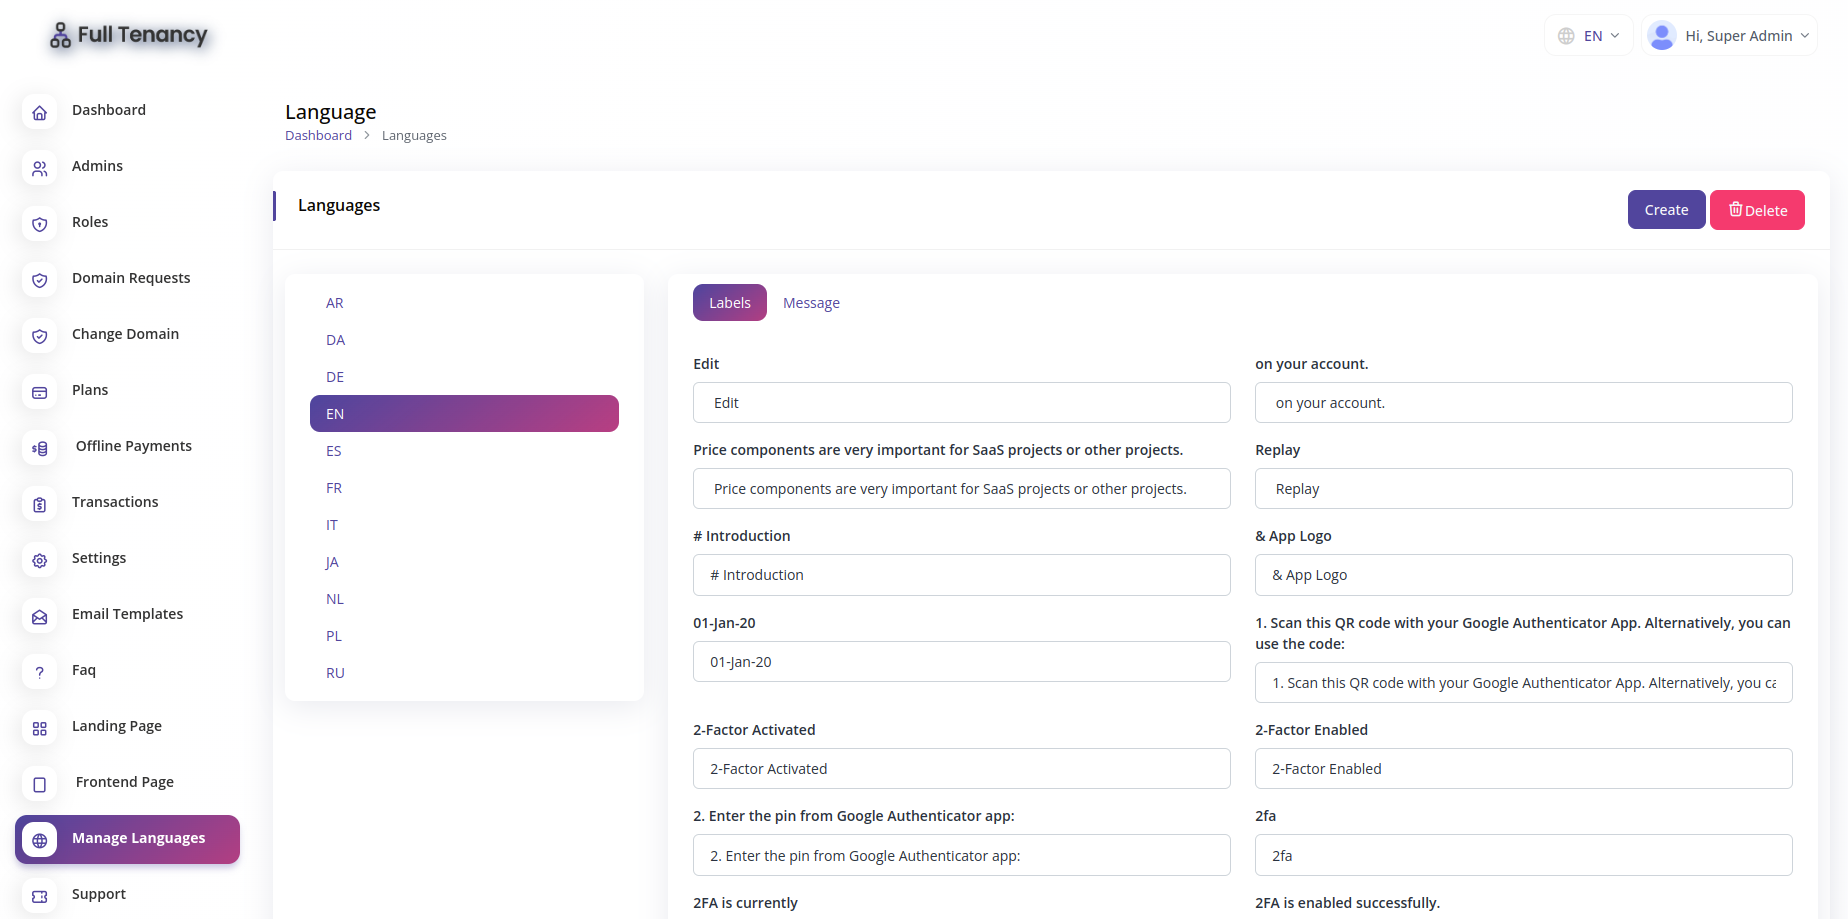 Full Tenancy
EN
Hi, Super Admin
Dashboard
Admins
Roles
Domain Requests
Change Domain
Plans
Offline Payments
Transactions
Settings
Email Templates
Faq
Landing Page
Frontend Page
Manage Languages
Support
Language
Dashboard > Languages
Languages
Create
Delete
AR
DA
DE
EN
ES
FR
IT
JA
NL
PL
RU
Labels
Message
Edit
Edit
on your account.
on your account.
Price components are very important for SaaS projects or other projects.
Price components are very important for SaaS projects or other projects.
Replay
Replay
# Introduction
# Introduction
& App Logo
& App Logo
01-Jan-20
01-Jan-20
1. Scan this QR code with your Google Authenticator App. Alternatively, you can
use the code:
1. Scan this QR code with your Google Authenticator App. Alternatively, you ca
2-Factor Activated
2-Factor Activated
2-Factor Enabled
2-Factor Enabled
2. Enter the pin from Google Authenticator app:
2. Enter the pin from Google Authenticator app:
2fa
2fa
2FA is currently
2FA is enabled successfully.